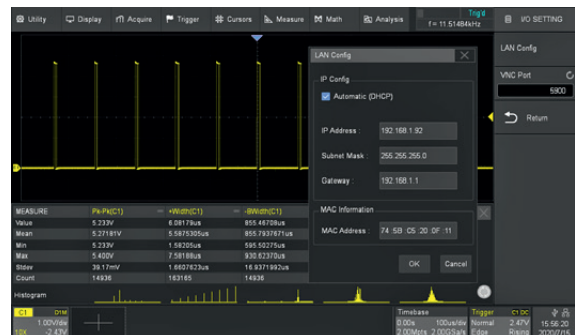 Utility Display Acquire Trigger Cursors Measure Math Analysis Trig'd f = 11.51484kHz I/O SETTING
LAN Config
VNC Port
5900
Return
LAN Config
IP Config
Automatic (DHCP)
IP Address : 192.168.1.92
Subnet Mask : 255.255.255.0
Gateway : 192.168.1.1
MAC Information
MAC Address : 74 :5B :C5 :20 :0F :11
OK Cancel
MEASURE Pk-Pk(C1) +Width(C1) -BWidth(C1)
Value 5.233V 6.08179us 855.46708us
Mean 5.27181V 5.5875305us 855.7937671us
Min 5.233V 1.58205us 595.50275us
Max 5.400V 7.58188us 930.62370us
Stdev 39.17mV 1.6607623us 16.9371992us
Count 14936 163165 14936
Histogram
C1 D1M
1.00V/div
10X -2.43V
Timebase
0.00s 100us/div
2.00Mpts 2.00GSa/s
Trigger C1 DC
Normal 2.47V
Edge Rising
15:56:20
2020/7/15